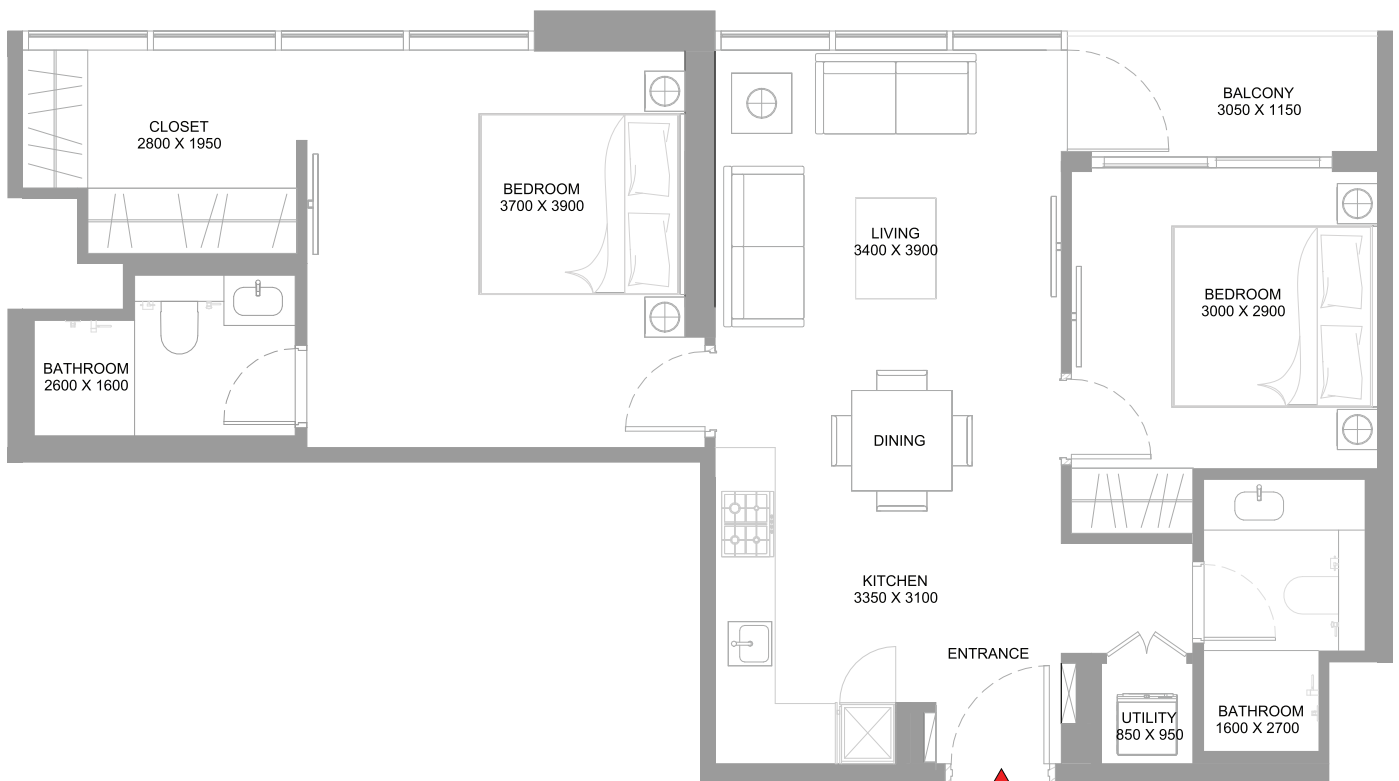 BALCONY
3050 X 1150
CLOSET
2800 X 1950
BEDROOM
3700 X 3900
LIVING
3400 X 3900
BEDROOM
3000 X 2900
BATHROOM
2600 X 1600
DINING
KITCHEN
3350 X 3100
ENTRANCE
UTILITY
850 X 950
BATHROOM
1600 X 2700